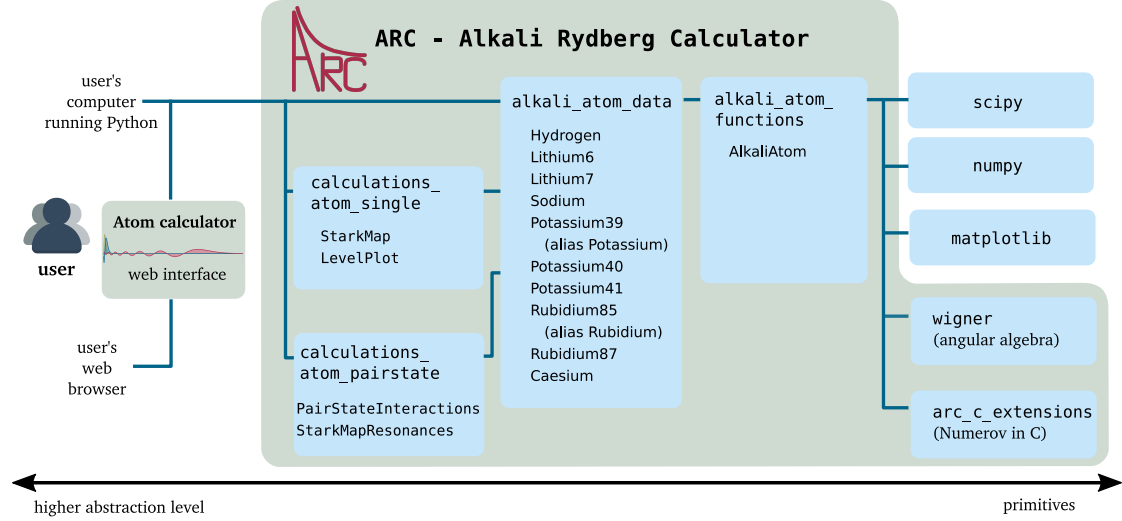 ARC
ARC - Alkali Rydberg Calculator
user's
computer
running Python
Atom calculator
web interface
user
user's
web
browser
calculations_
atom_single
StarkMap
LevelPlot
calculations_
atom_pairstate
PairStateInteractions
StarkMapResonances
alkali_atom_data
Hydrogen
Lithium6
Lithium7
Sodium
Potassium39
(alias Potassium)
Potassium40
Potassium41
Rubidium85
(alias Rubidium)
Rubidium87
Caesium
alkali_atom_
functions
AlkaliAtom
scipy
numpy
matplotlib
wigner
(angular algebra)
arc_c_extensions
(Numerov in C)
higher abstraction level
primitives